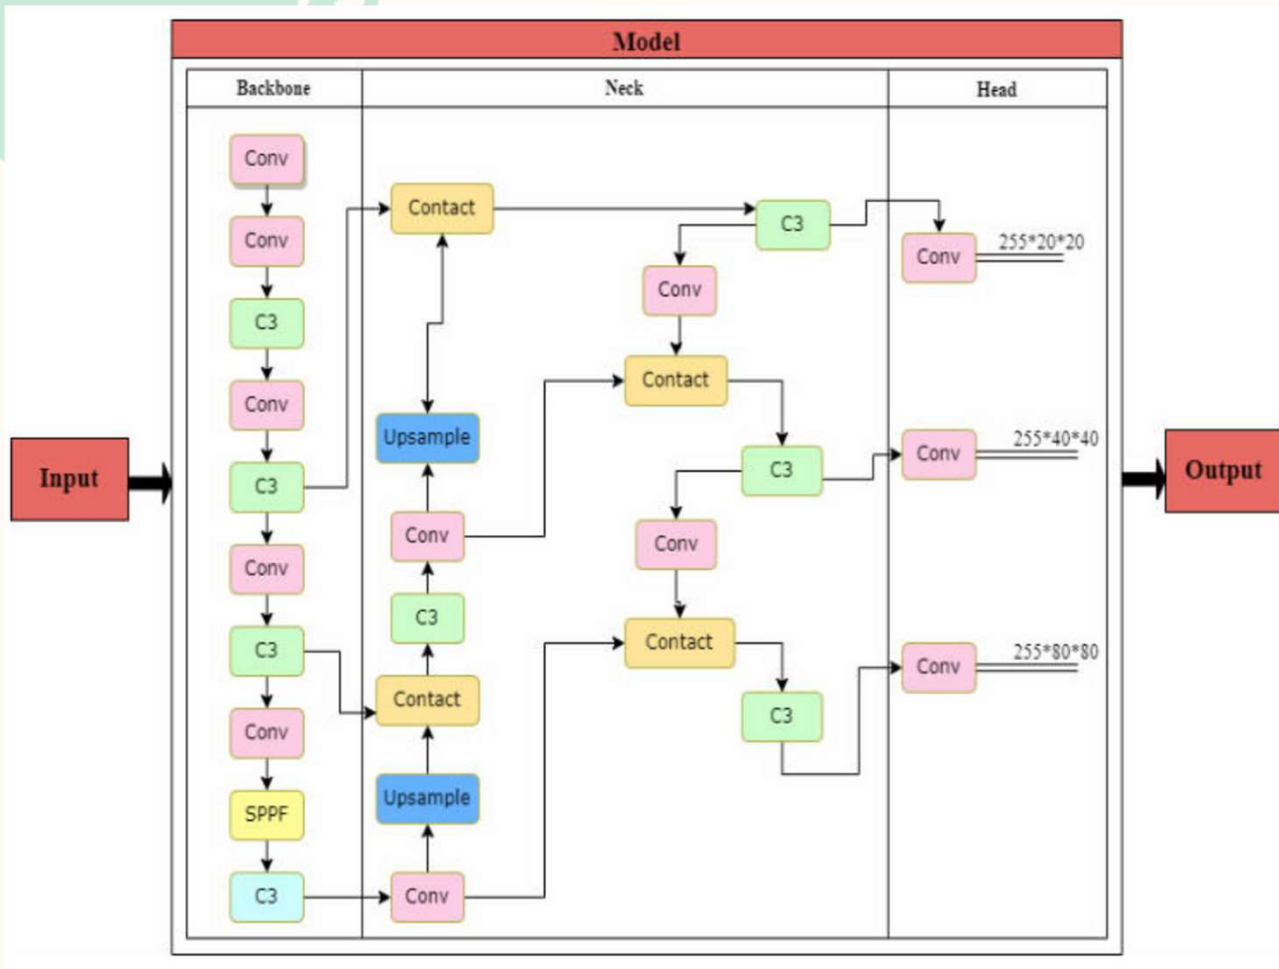 Model
Backbone
Neck
Head
Input
Output
Conv
Conv
C3
Conv
C3
Conv
C3
Conv
SPPF
C3
Contact
Upsample
Conv
C3
Contact
Upsample
Conv
C3
Conv
Contact
C3
Conv
Contact
C3
Conv
255*20*20
Conv
255*40*40
Conv
255*80*80